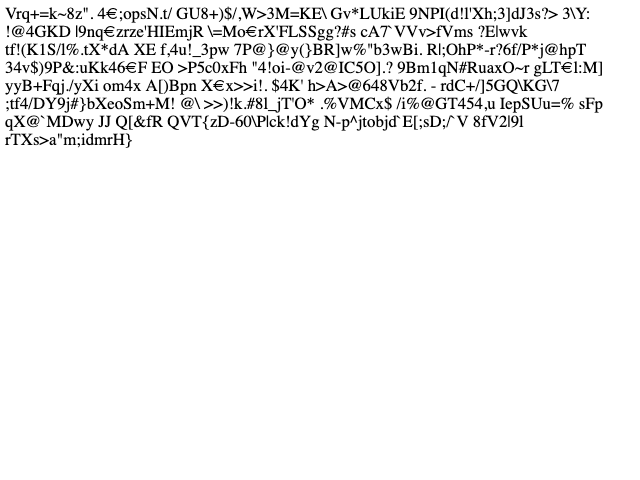 Vrq+=k~8z". 4€;opsN.t/ GU8+)$/,W>3M=KE\ Gv*LUkiE 9NPI(d!l'Xh;3]dJ3s?> 3\Y:
!@4GKD |9nq€zrze'HIEmjR \=Mo€rX'FLSSgg?#s cA7`VVv>fVms ?E|wvk
tf!(K1S/l%.tX*dA XE f,4u!_3pw 7P@}@y(}BR]w%"b3wBi. R|;OhP*-r?6f/P*j@hpT
34v$)9P&:uKk46€F EO >P5c0xFh "4!oi-@v2@IC5O].? 9Bm1qN#RuaxO~r gLT€l:M]
yyB+Fqj./yXi om4x A[)Bpn X€x>>i!. $4K' h>A>@648Vb2f. - rdC+/]5GQ\KG\7
;tf4/DY9j#}bXeoSm+M! @\ >>)!k.#8l_jT'O* .%VMCx$ /i%@GT454,u IepSUu=% sFp
qX@`MDwy JJ Q[&fR QVT{zD-60\P|ck!dYg N-p^jtobjd`E[;sD;/`V 8fV2|9l
rTXs>a"m;idmrH}